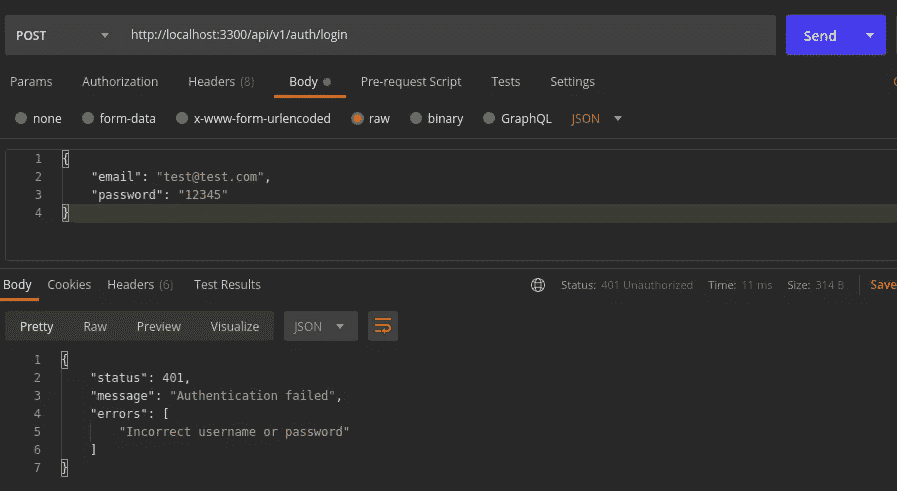 POST http://localhost:3300/api/v1/auth/login Send
Params Authorization Headers (8) Body Pre-request Script Tests Settings
none form-data x-www-form-urlencoded raw binary GraphQL JSON
1 {
2 "email": "test@test.com",
3 "password": "12345"
4 }
Body Cookies Headers (6) Test Results Status: 401 Unauthorized Time: 11 ms Size: 314 B Save
Pretty Raw Preview Visualize JSON
1 {
2 "status": 401,
3 "message": "Authentication failed",
4 "errors": [
5 "Incorrect username or password"
6 ]
7 }